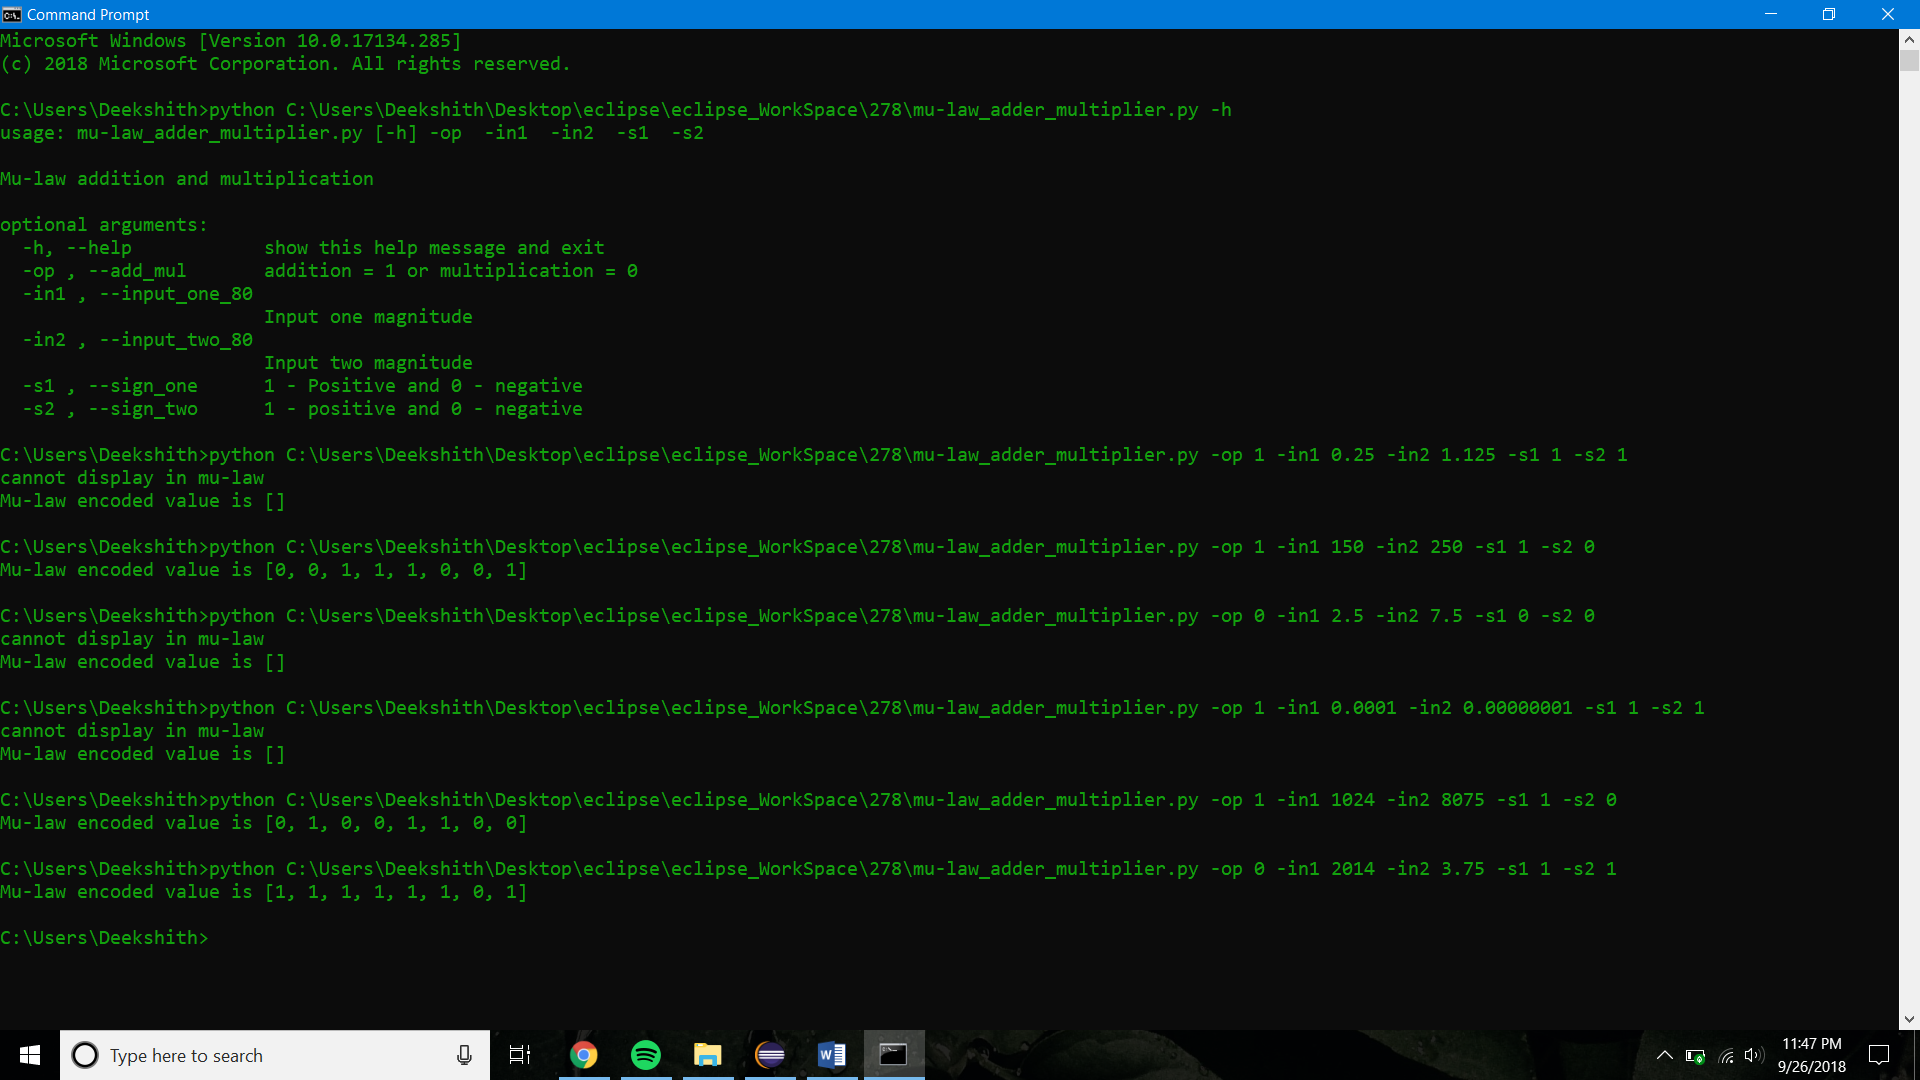 Command Prompt
Microsoft Windows [Version 10.0.17134.285]
(c) 2018 Microsoft Corporation. All rights reserved.
C:\Users\Deekshith>python C:\Users\Deekshith\Desktop\eclipse\eclipse_WorkSpace\278\mu-law_adder_multiplier.py -h
usage: mu-law_adder_multiplier.py [-h] -op  -in1  -in2  -s1  -s2
Mu-law addition and multiplication
optional arguments:
  -h, --help            show this help message and exit
  -op , --add_mul       addition = 1 or multiplication = 0
  -in1 , --input_one_80
                        Input one magnitude
  -in2 , --input_two_80
                        Input two magnitude
  -s1 , --sign_one      1 - Positive and 0 - negative
  -s2 , --sign_two      1 - positive and 0 - negative
C:\Users\Deekshith>python C:\Users\Deekshith\Desktop\eclipse\eclipse_WorkSpace\278\mu-law_adder_multiplier.py -op 1 -in1 0.25 -in2 1.125 -s1 1 -s2 1
cannot display in mu-law
Mu-law encoded value is []
C:\Users\Deekshith>python C:\Users\Deekshith\Desktop\eclipse\eclipse_WorkSpace\278\mu-law_adder_multiplier.py -op 1 -in1 150 -in2 250 -s1 1 -s2 0
Mu-law encoded value is [0, 0, 1, 1, 1, 0, 0, 1]
C:\Users\Deekshith>python C:\Users\Deekshith\Desktop\eclipse\eclipse_WorkSpace\278\mu-law_adder_multiplier.py -op 0 -in1 2.5 -in2 7.5 -s1 0 -s2 0
cannot display in mu-law
Mu-law encoded value is []
C:\Users\Deekshith>python C:\Users\Deekshith\Desktop\eclipse\eclipse_WorkSpace\278\mu-law_adder_multiplier.py -op 1 -in1 0.0001 -in2 0.00000001 -s1 1 -s2 1
cannot display in mu-law
Mu-law encoded value is []
C:\Users\Deekshith>python C:\Users\Deekshith\Desktop\eclipse\eclipse_WorkSpace\278\mu-law_adder_multiplier.py -op 1 -in1 1024 -in2 8075 -s1 1 -s2 0
Mu-law encoded value is [0, 1, 0, 0, 1, 1, 0, 0]
C:\Users\Deekshith>python C:\Users\Deekshith\Desktop\eclipse\eclipse_WorkSpace\278\mu-law_adder_multiplier.py -op 0 -in1 2014 -in2 3.75 -s1 1 -s2 1
Mu-law encoded value is [1, 1, 1, 1, 1, 1, 0, 1]
C:\Users\Deekshith>
Type here to search
11:47 PM
9/26/2018